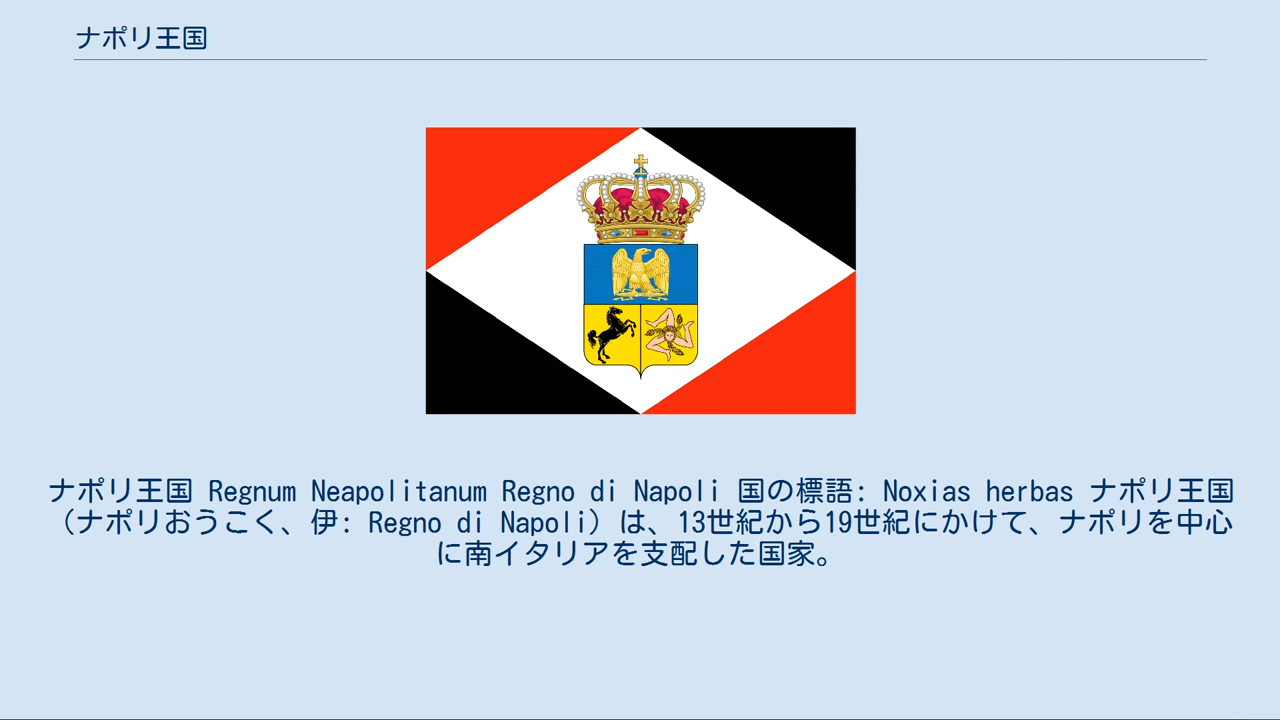 ナポリ王国
ナポリ王国 Regnum Neapolitanum Regno di Napoli 国の標語: Noxias herbas ナポリ王国
（ナポリおうこく、伊: Regno di Napoli）は、13世紀から19世紀にかけて、ナポリを中心
に南イタリアを支配した国家。